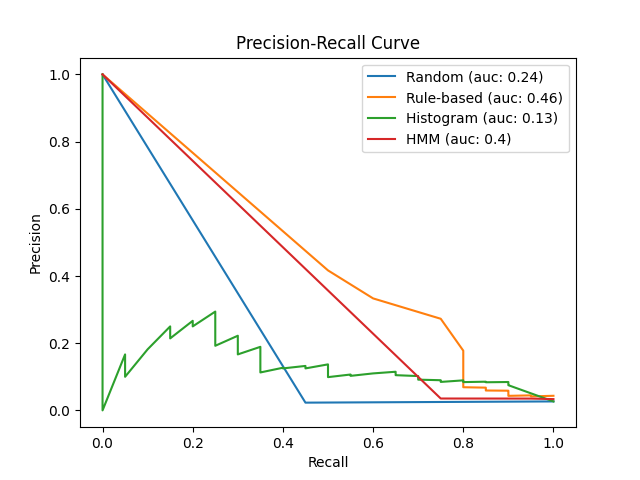 Precision-Recall Curve
Random (auc: 0.24)
Rule-based (auc: 0.46)
Histogram (auc: 0.13)
HMM (auc: 0.4)
Precision
1.0
0.8
0.6
0.4
0.2
0.0
0.0 0.2 0.4 0.6 0.8 1.0
Recall